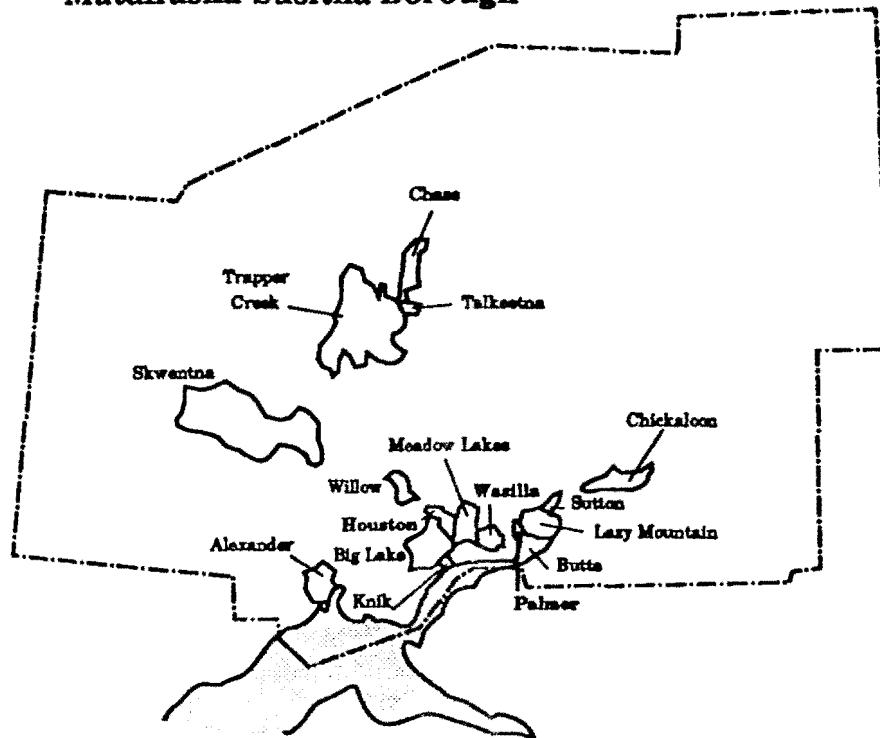 Matanuska-Susitna Borough
Chase
Trapper
Creek
Talkeetna
Skwentna
Chickaloon
Meadow Lakes
Willow
Wasilla
Sutton
Houston
Lazy Mountain
Alexander
Big Lake
Butte
Knik
Palmer